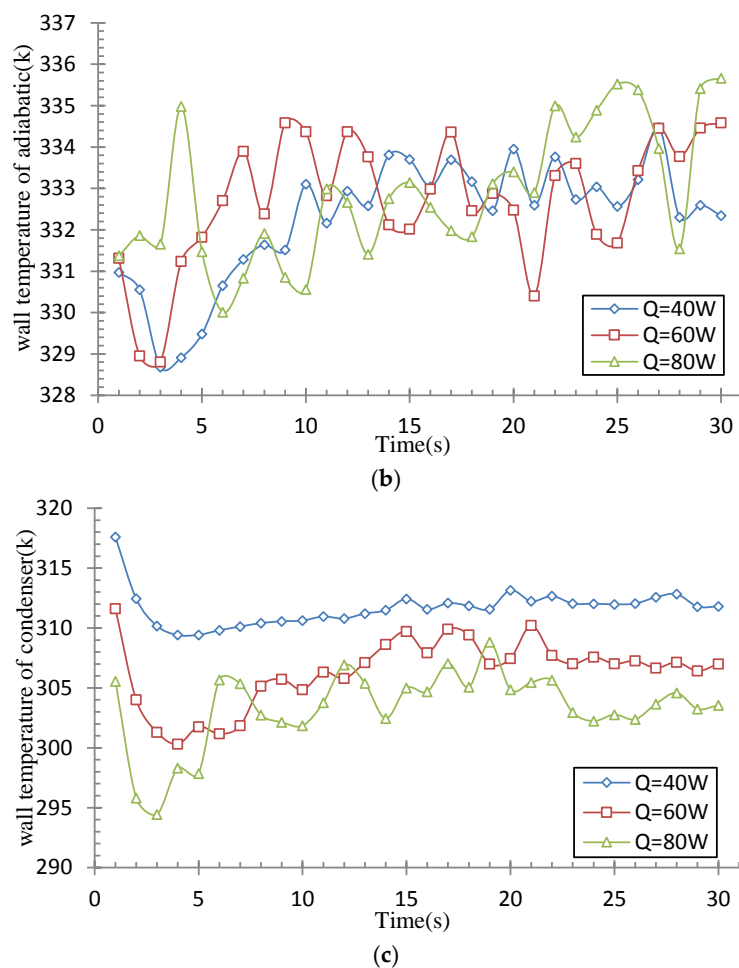 wall temperature of adiabatic(k)
337
336
335
334
333
332
331
330
329
328
0
5
10
15
20
25
30
Time(s)
Q=40W
Q=60W
Q=80W
(b)
wall temperature of condenser(k)
320
315
310
305
300
295
290
0
5
10
15
20
25
30
Time(s)
Q=40W
Q=60W
Q=80W
(c)